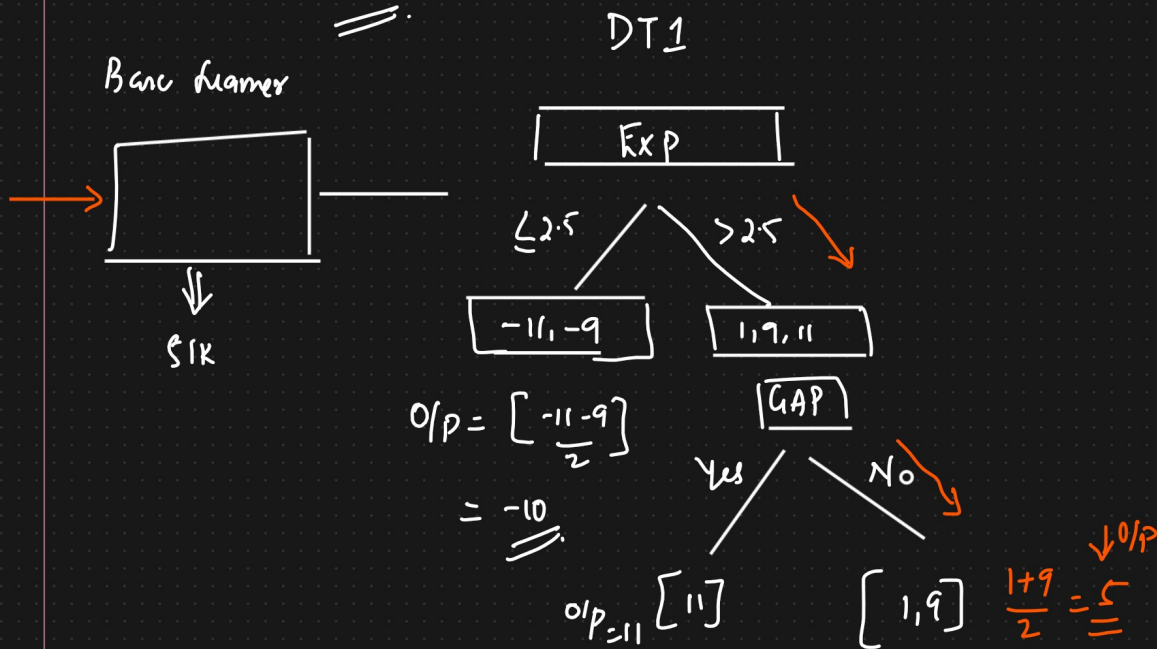 DT1
Base Learner
Exp
≤2.5
>2.5
-11, -9
1, 9, 11
51K
O/P = [-11-9 / 2]
GAP
= -10
Yes
No
O/P=11 [11]
[1,9]
1+9 / 2 = 5
↓O/P